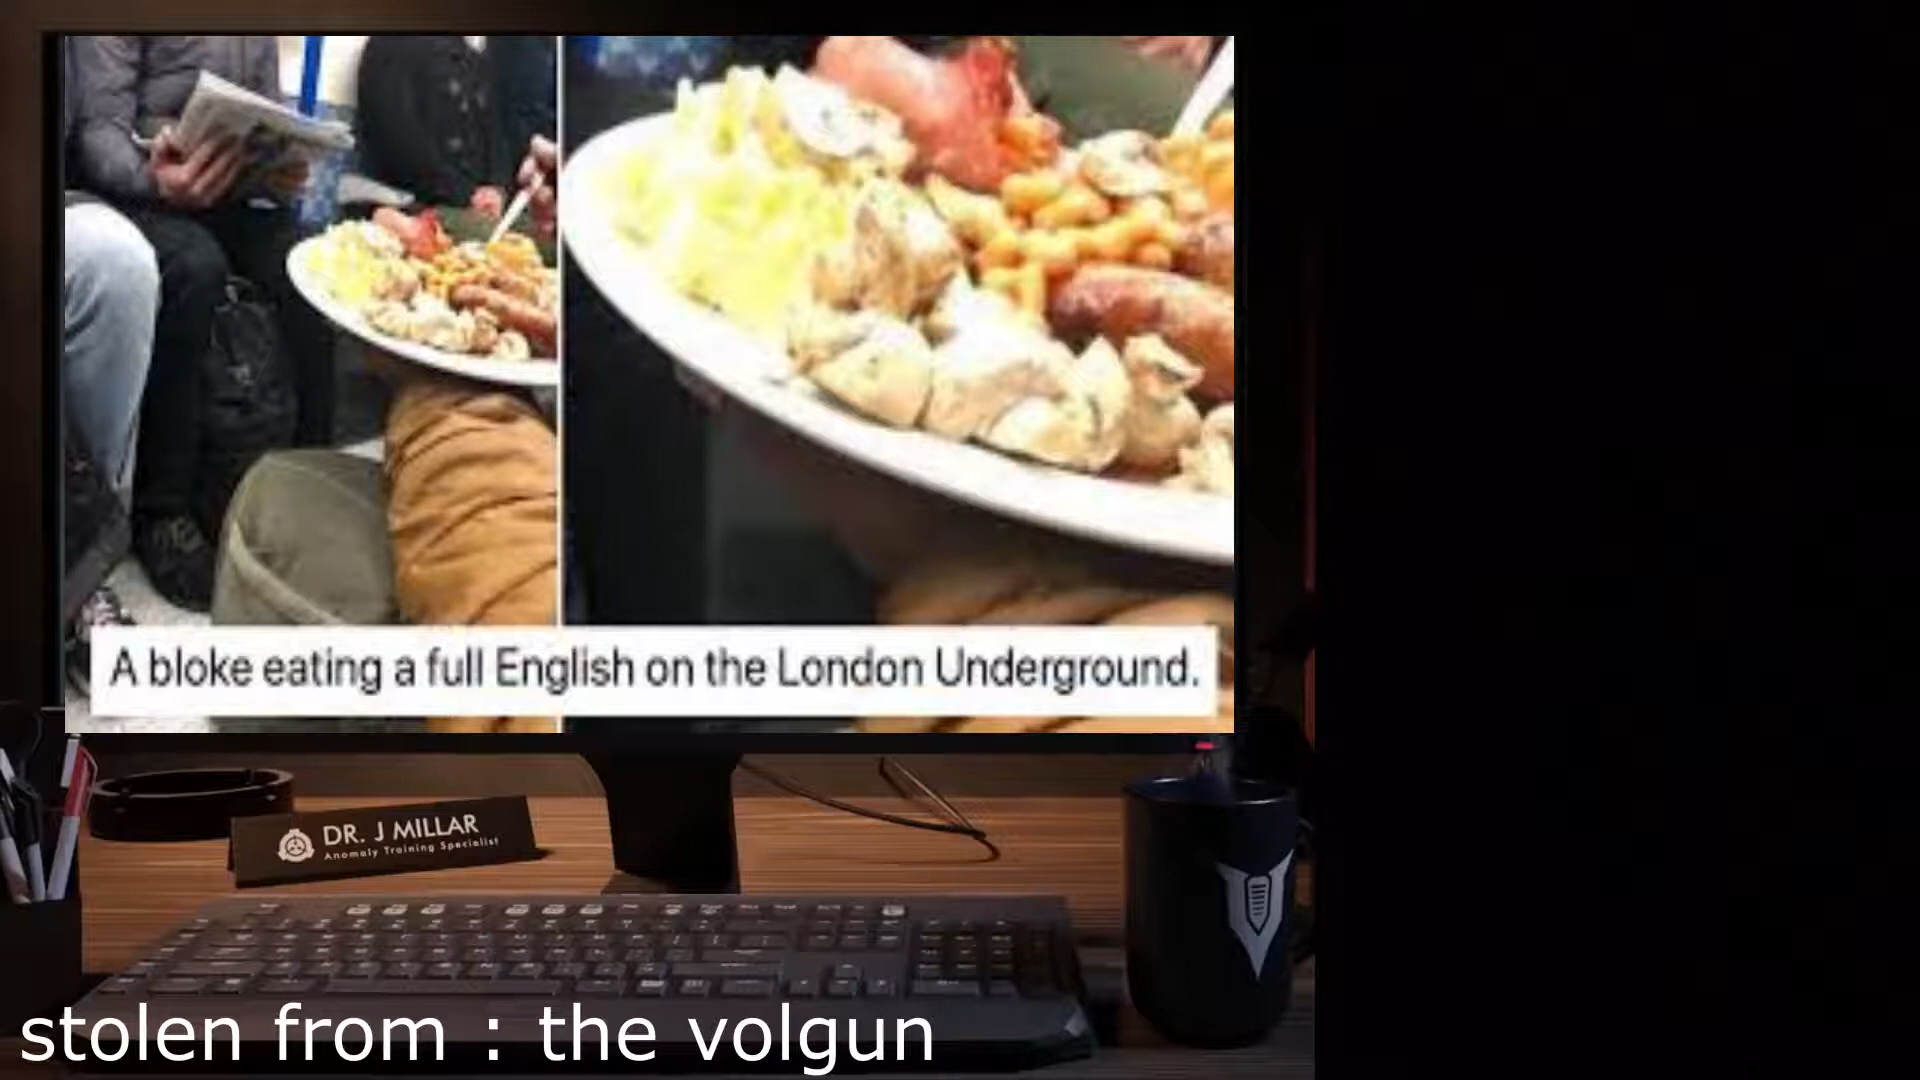 A bloke eating a full English on the London Underground.
DR. J MILLAR
Anomaly Training Specialist
stolen from : the volgun